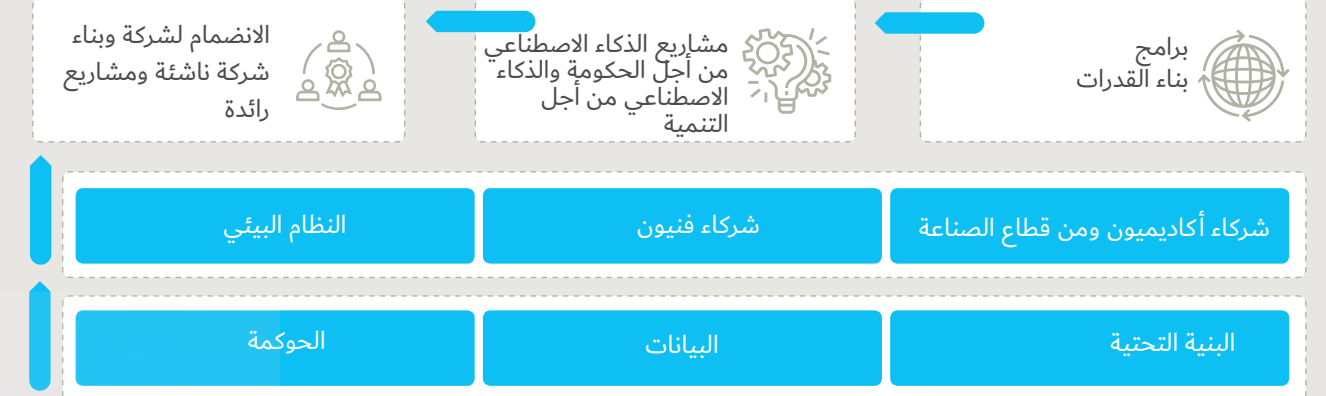 برامج
بناء القدرات
مشاريع الذكاء الاصطناعي
من أجل الحكومة والذكاء
الاصطناعي من أجل
التنمية
الانضمام لشركة وبناء
شركة ناشئة ومشاريع
رائدة
شركاء أكاديميون ومن قطاع الصناعة
شركاء فنيون
النظام البيئي
البنية التحتية
البيانات
الحوكمة